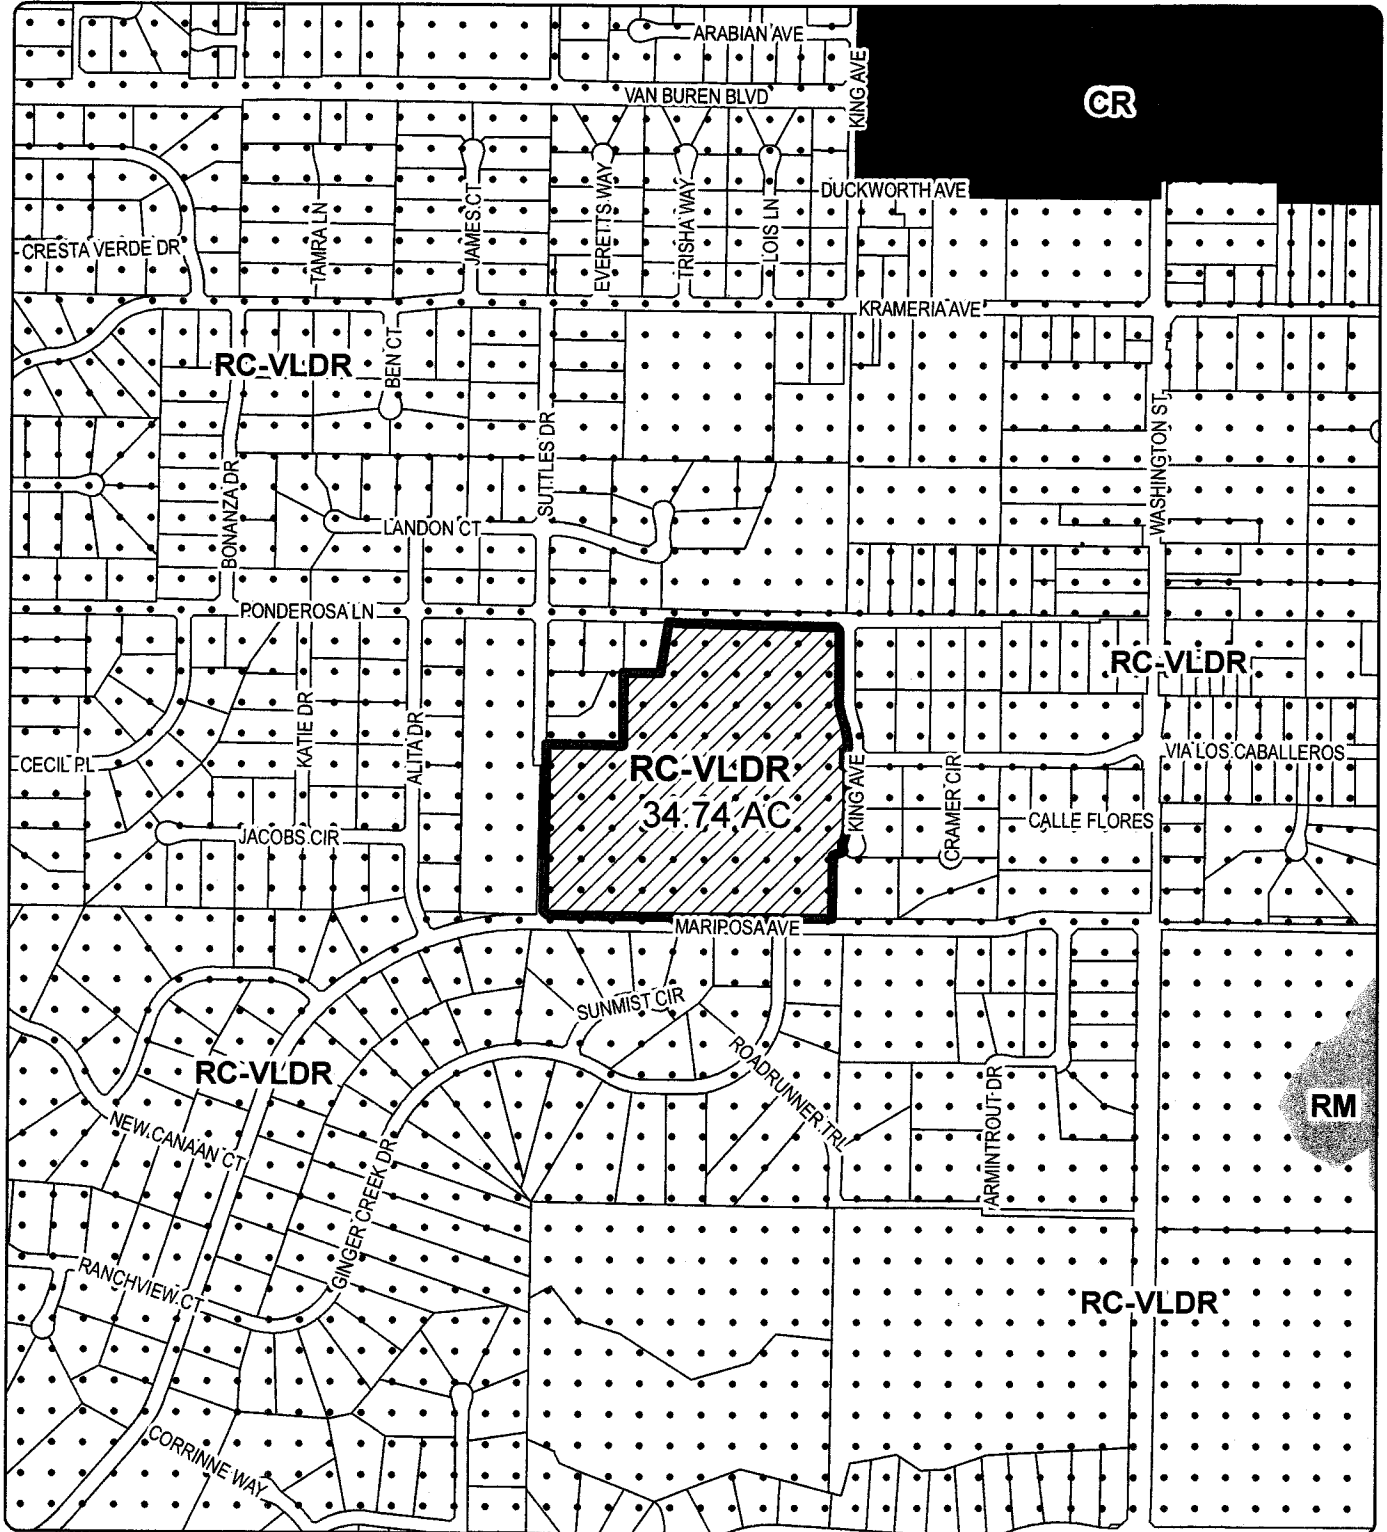 ARABIAN AVE
KING AVE
VAN BUREN BLVD
CR
DUCKWORTH AVE
EVERETTS WAY
TRISHA WAY
LOIS LN
JAMES CT
TAMRA LN
CRESTA VERDE DR
KRAMERIA AVE
RC-VLDR
BEN CT
SUTTLES DR
WASHINGTON ST
BONANZA DR
LANDON CT
PONDEROSA LN
RC-VLDR
KATIE DR
ALITA DR
CECIL PL
RC-VLDR
34.74 AC
KING AVE
CRAMER CIR
VIA LOS CABALLEROS
CALLE FLORES
JACOBS CIR
MARIPOSA AVE
SUNMIST CIR
ROADRUNNER TRL
RC-VLDR
ARMINTROUT DR
RM
NEW CANAAN CT
GINGER CREEK DR
RANCHVIEW CT
RC-VLDR
CORRINNE WAY